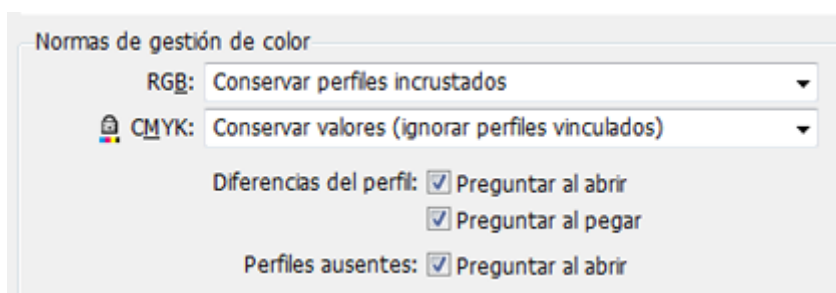 Normas de gestión de color
RGB: Conservar perfiles incrustados
CMYK: Conservar valores (ignorar perfiles vinculados)
Diferencias del perfil: Preguntar al abrir
Preguntar al pegar
Perfiles ausentes: Preguntar al abrir